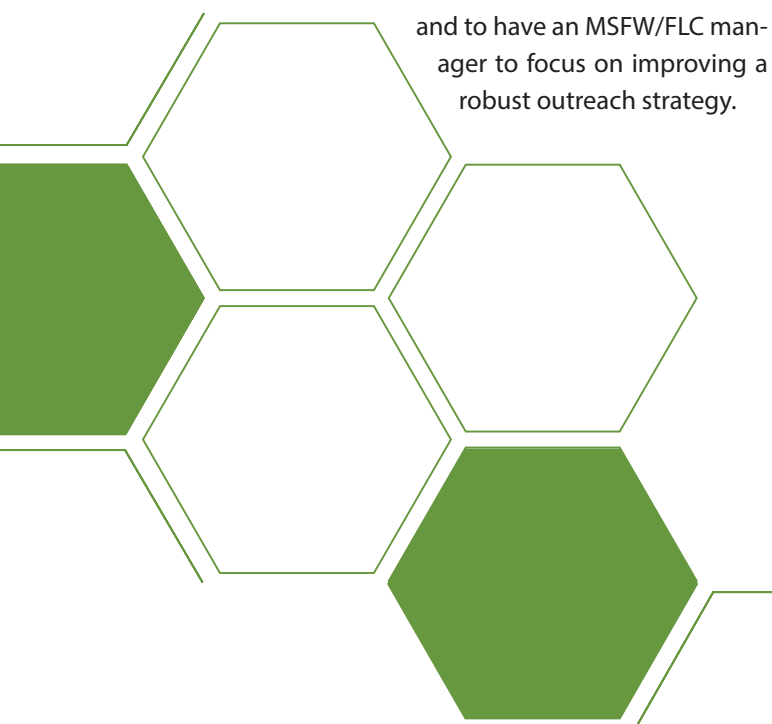 and to have an MSFW/FLC man-
ager to focus on improving a
robust outreach strategy.